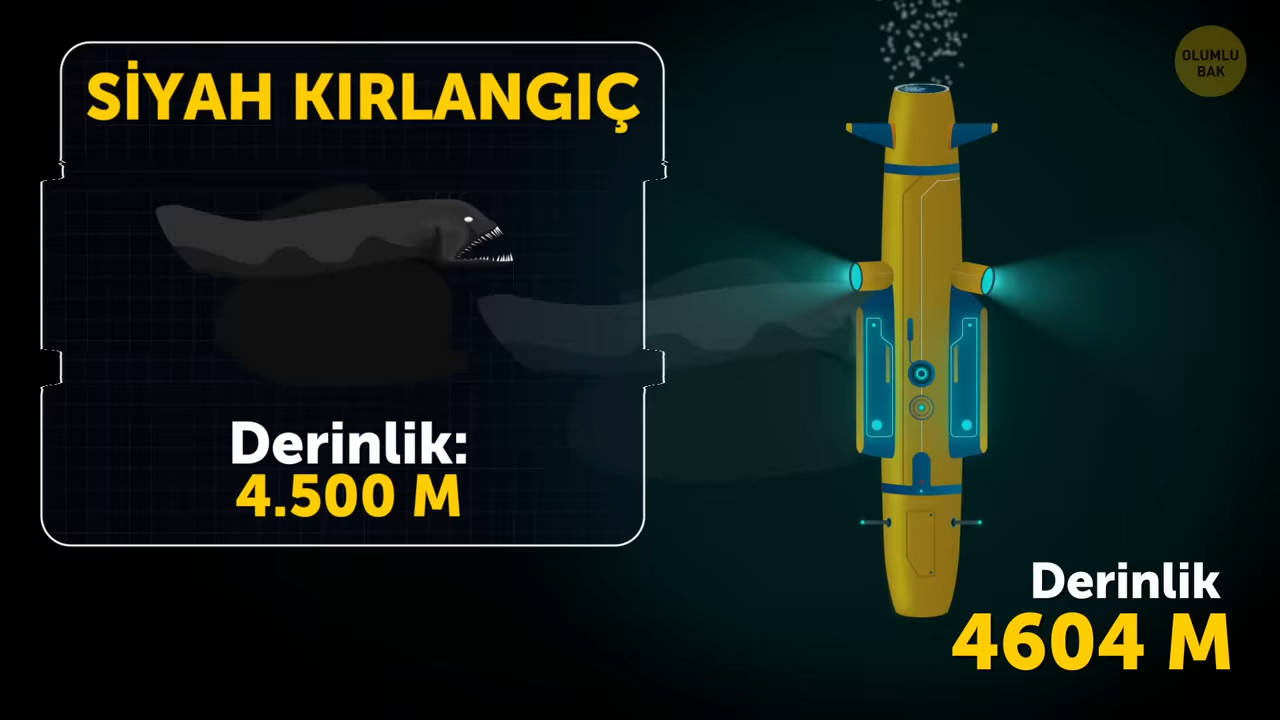 SİYAH KIRLANGIÇ
Derinlik:
4.500 M
OLUMLU
BAK
Derinlik
4604 M